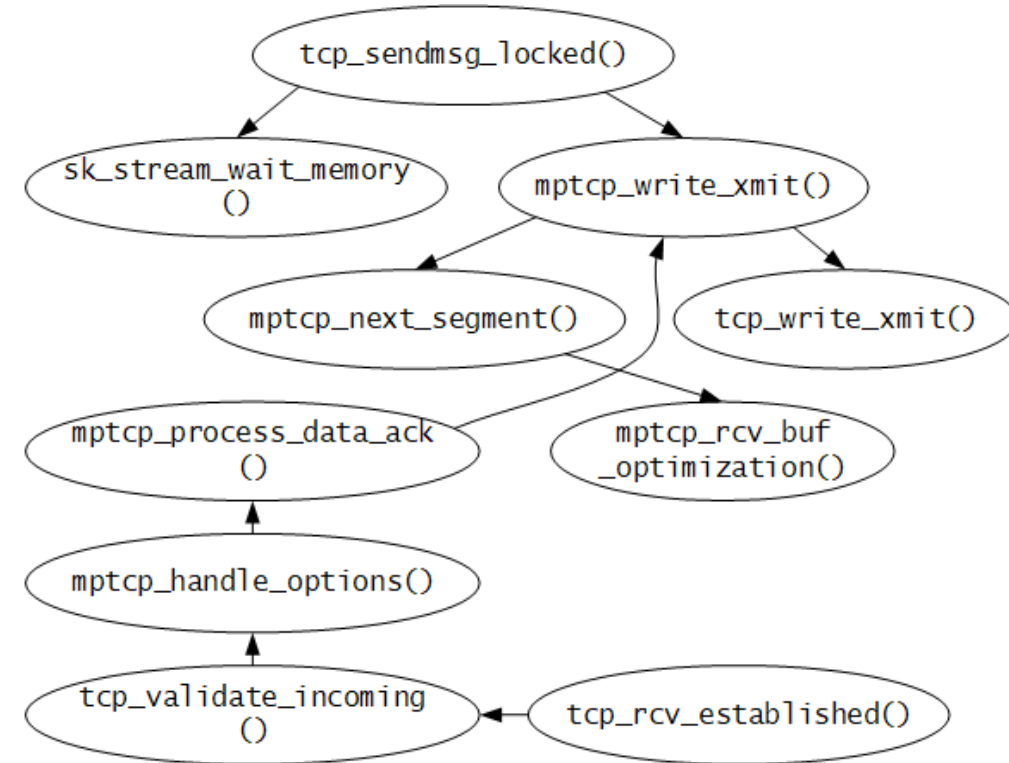 tcp_sendmsg_locked()
sk_stream_wait_memory
()
mptcp_write_xmit()
mptcp_next_segment()
tcp_write_xmit()
mptcp_process_data_ack
()
mptcp_rcv_buf
_optimization()
mptcp_handle_options()
tcp_validate_incoming
()
tcp_rcv_established()